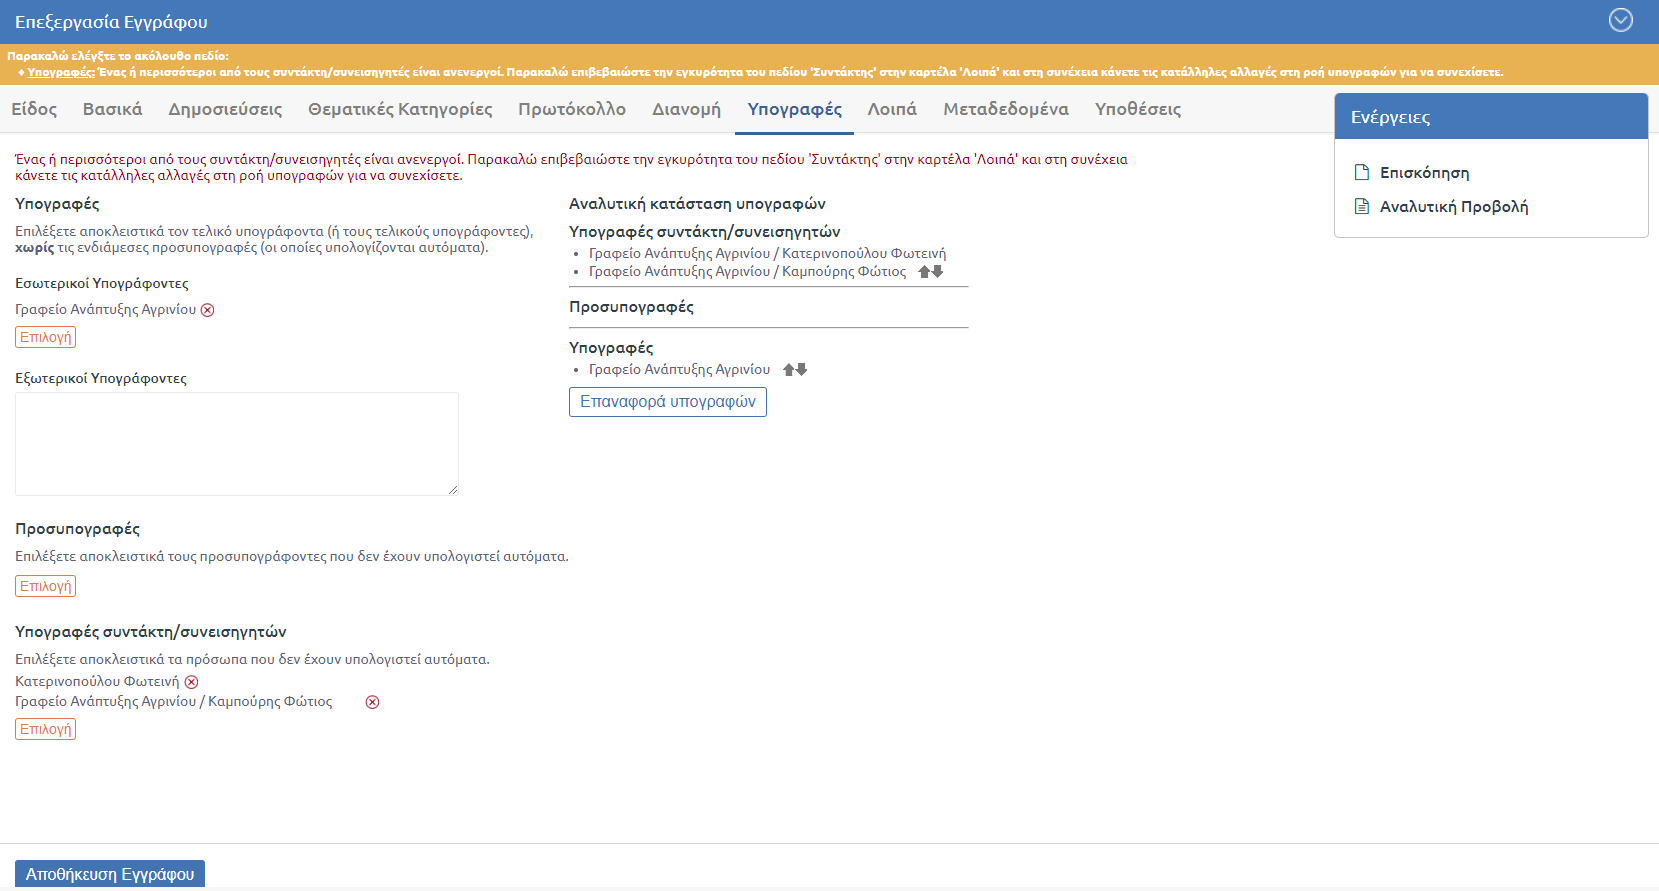 Επεξεργασία Εγγράφου
Παρακαλώ ελέγξτε το ακόλουθο πεδίο:
♦ Υπογραφές: Ένας ή περισσότεροι από τους συντάκτη/συνεισηγητές είναι ανενεργοί. Παρακαλώ επιβεβαιώστε την εγκυρότητα του πεδίου 'Συντάκτης' στην καρτέλα 'Λοιπά' και στη συνέχεια κάνετε τις κατάλληλες αλλαγές στη ροή υπογραφών για να συνεχίσετε.
Είδος Βασικά Δημοσιεύσεις Θεματικές Κατηγορίες Πρωτόκολλο Διανομή Υπογραφές Λοιπά Μεταδεδομένα Υποθέσεις
Ενέργειες
Επισκόπηση
Αναλυτική Προβολή
Ένας ή περισσότεροι από τους συντάκτη/συνεισηγητές είναι ανενεργοί. Παρακαλώ επιβεβαιώστε την εγκυρότητα του πεδίου 'Συντάκτης' στην καρτέλα 'Λοιπά' και στη συνέχεια
κάνετε τις κατάλληλες αλλαγές στη ροή υπογραφών για να συνεχίσετε.
Υπογραφές
Επιλέξετε αποκλειστικά τον τελικό υπογράφοντα (ή τους τελικούς υπογράφοντες),
χωρίς τις ενδιάμεσες προσυπογραφές (οι οποίες υπολογίζονται αυτόματα).
Εσωτερικοί Υπογράφοντες
Γραφείο Ανάπτυξης Αγρινίου
Επιλογή
Εξωτερικοί Υπογράφοντες
Προσυπογραφές
Επιλέξετε αποκλειστικά τους προσυπογράφοντες που δεν έχουν υπολογιστεί αυτόματα.
Επιλογή
Υπογραφές συντάκτη/συνεισηγητών
Επιλέξετε αποκλειστικά τα πρόσωπα που δεν έχουν υπολογιστεί αυτόματα.
Κατερινοπούλου Φωτεινή
Γραφείο Ανάπτυξης Αγρινίου / Καμπούρης Φώτιος
Επιλογή
Αναλυτική κατάσταση υπογραφών
Υπογραφές συντάκτη/συνεισηγητών
• Γραφείο Ανάπτυξης Αγρινίου / Κατερινοπούλου Φωτεινή
• Γραφείο Ανάπτυξης Αγρινίου / Καμπούρης Φώτιος
Προσυπογραφές
Υπογραφές
• Γραφείο Ανάπτυξης Αγρινίου
Επαναφορά υπογραφών
Αποθήκευση Εγγράφου